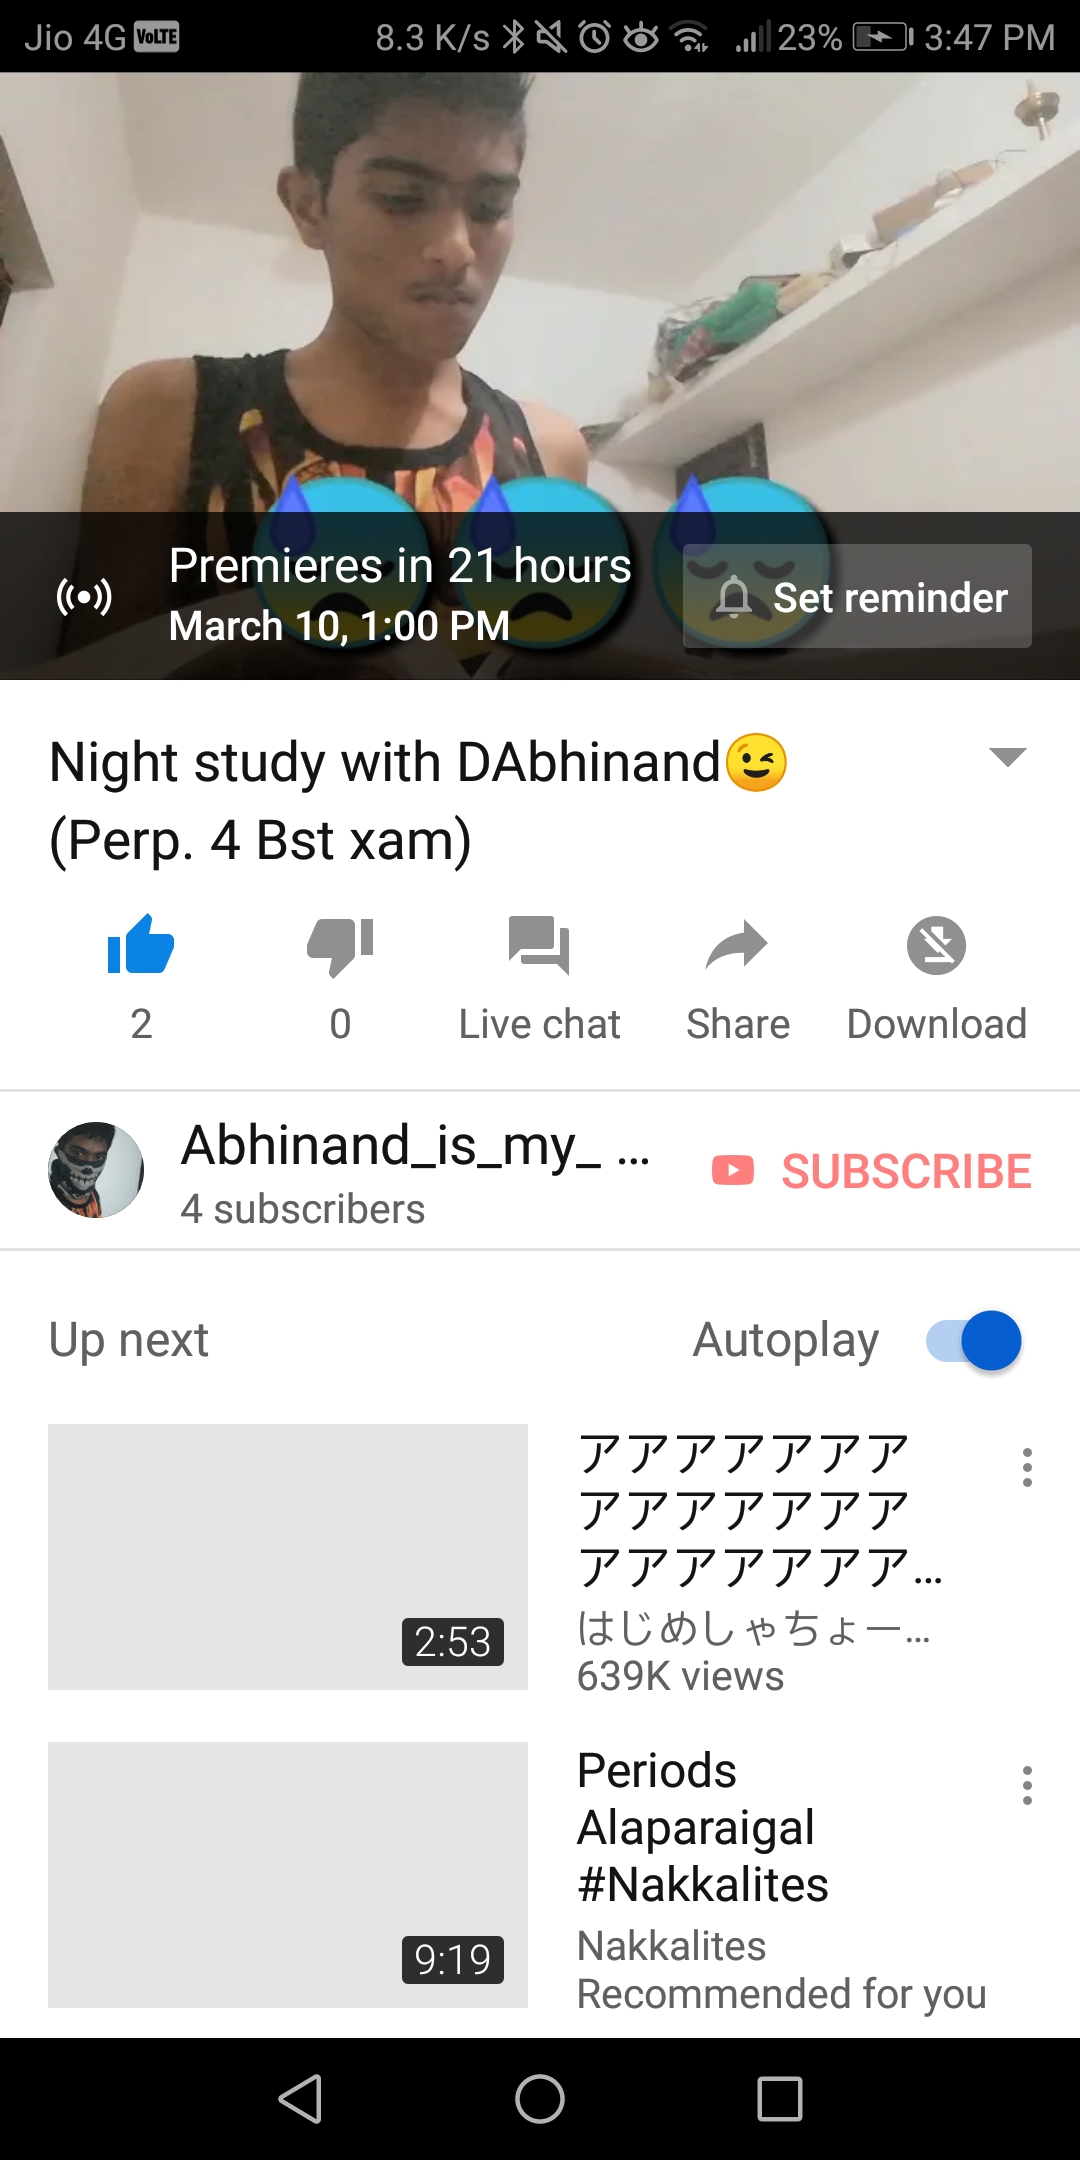 Jio 4G VoLTE 8.3 K/s 23% 3:47 PM
Premieres in 21 hours
March 10, 1:00 PM
Set reminder
Night study with DAbhinand😉
(Perp. 4 Bst xam)
2 0 Live chat Share Download
Abhinand_is_my_ ...
4 subscribers
SUBSCRIBE
Up next Autoplay
アアアアアアア
アアアアアアア
アアアアアアア...
はじめしゃちょー...
639K views
2:53
Periods
Alaparaigal
#Nakkalites
Nakkalites
Recommended for you
9:19